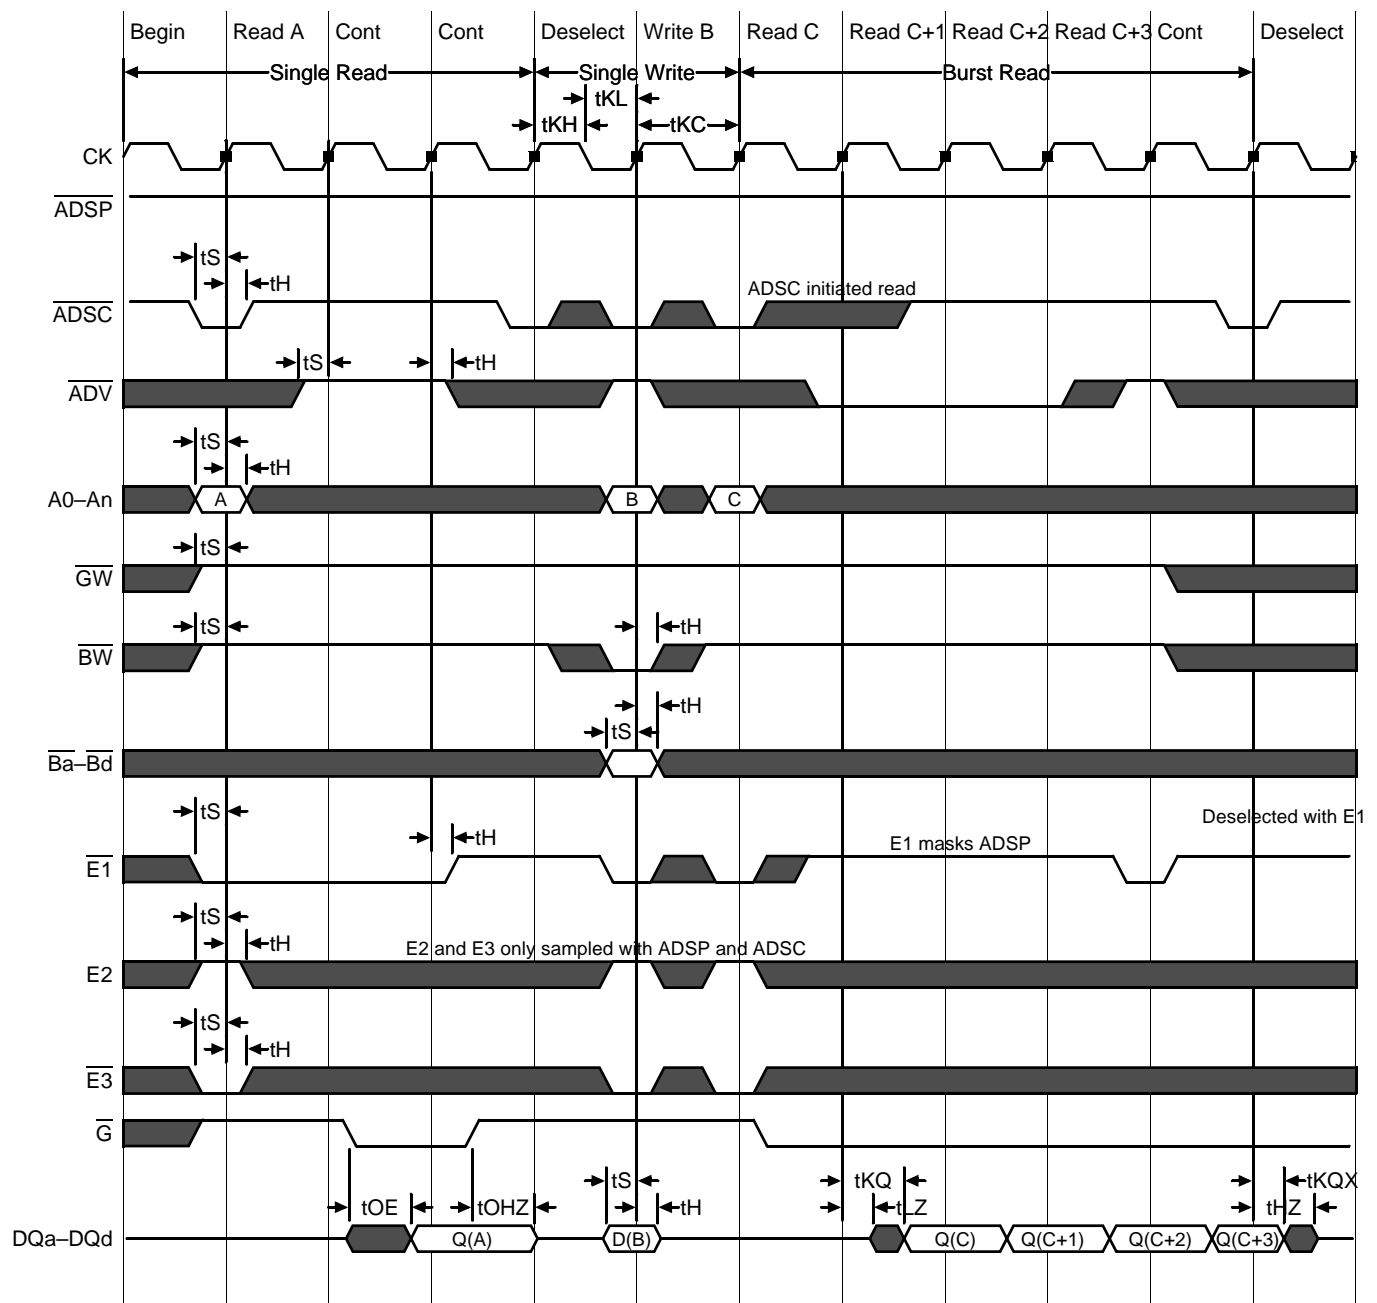 Begin Read A Cont Cont Deselect Write B Read C Read C+1 Read C+2 Read C+3 Cont Deselect
Single Read Single Write Burst Read
tKL
tKH tKC
CK
ADSP
tS
tH
ADSC initiated read
ADSC
tS tH
ADV
tS
tH
A0–An A B C
tS
GW
tS tH
BW
tH
tS
Ba–Bd
tS
Deselected with E1
tH
E1 masks ADSP
E1
tS
tH
E2 and E3 only sampled with ADSP and ADSC
E2
tS
tH
E3
G
tS tKQ tKQX
tOE tOHZ tH tLZ tHZ
DQa–DQd Q(A) D(B) Q(C) Q(C+1) Q(C+2) Q(C+3)